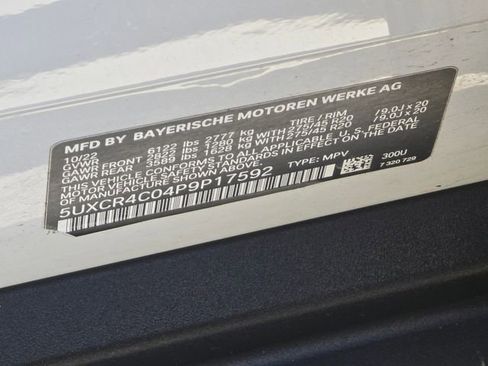 MFD BY BAYERISCHE MOTOREN WERKE AG
10/22 TIRE / RIM
GVWR 6122 lbs 2777 kg
GAWR FRONT lbs 1280 kg WITH 275/45 R20 / 9.0J x 20
GAWR REAR lbs kg WITH 275/45 R20 / 9.0J x 20
THIS VEHICLE CONFORMS TO ALL APPLICABLE U.S. FEDERAL
MOTOR VEHICLE SAFETY STANDARDS IN EFFECT ON THE
DATE OF MANUFACTURE SHOWN ABOVE.
5UXCR4C04P9P17592 TYPE: MPV 300U
7 320 729